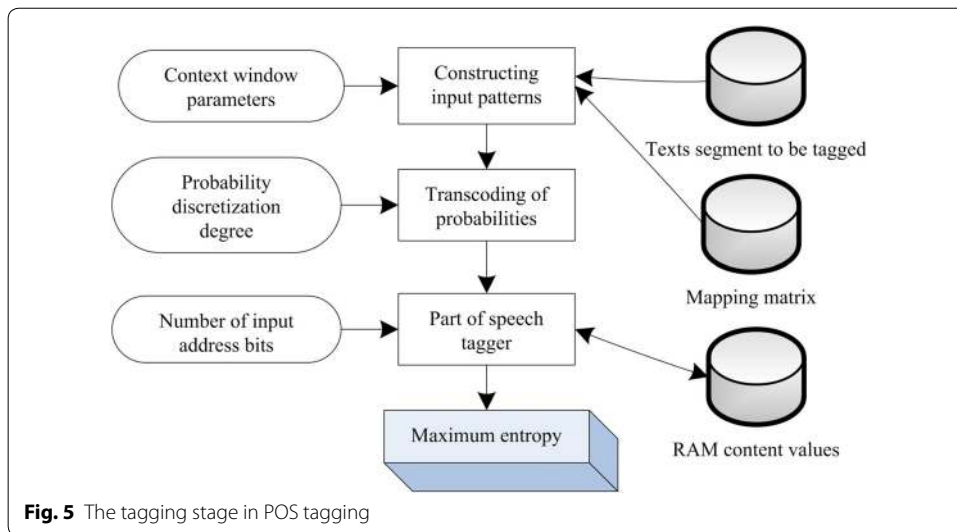 Context window
parameters
Constructing
input patterns
Texts segment to be tagged
Probability
discretization
degree
Transcoding of
probabilities
Mapping matrix
Number of input
address bits
Part of speech
tagger
RAM content values
Maximum entropy
Fig. 5 The tagging stage in POS tagging